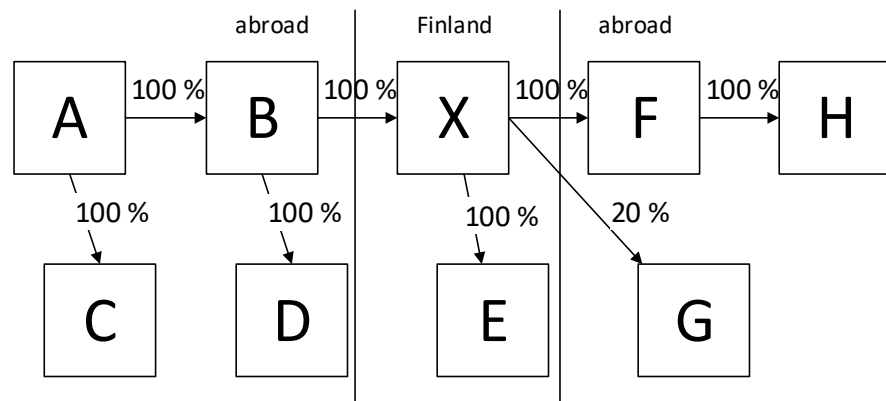 abroad Finland abroad
100 % 100 % 100 % 100 %
A B X F H
100 % 100 % 100 % 20 %
C D E G